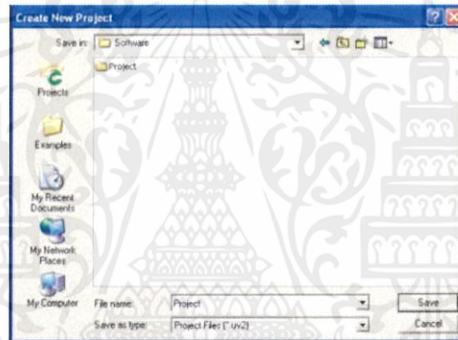 Create New Project
Save in: Software
Project
Projects
Examples
My Recent
Documents
My Network
Places
My Computer
File name: Project
Save
Save as type: Project Files (*.uv2)
Cancel